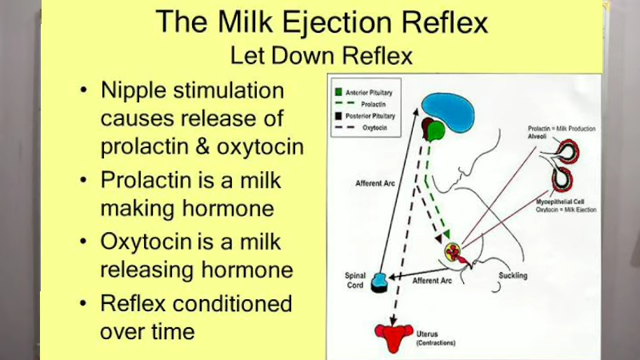 The Milk Ejection Reflex
Let Down Reflex
• Nipple stimulation
causes release of
prolactin & oxytocin
• Prolactin is a milk
making hormone
• Oxytocin is a milk
releasing hormone
• Reflex conditioned
over time
Anterior Pituitary
Prolactin
Posterior Pituitary
Oxytocin
Afferent Arc
Prolactin = Milk Production
Alveoli
Myoepithelial Cell
Oxytocin = Milk Ejection
Spinal
Cord
Afferent Arc
Suckling
Uterus
(Contractions)